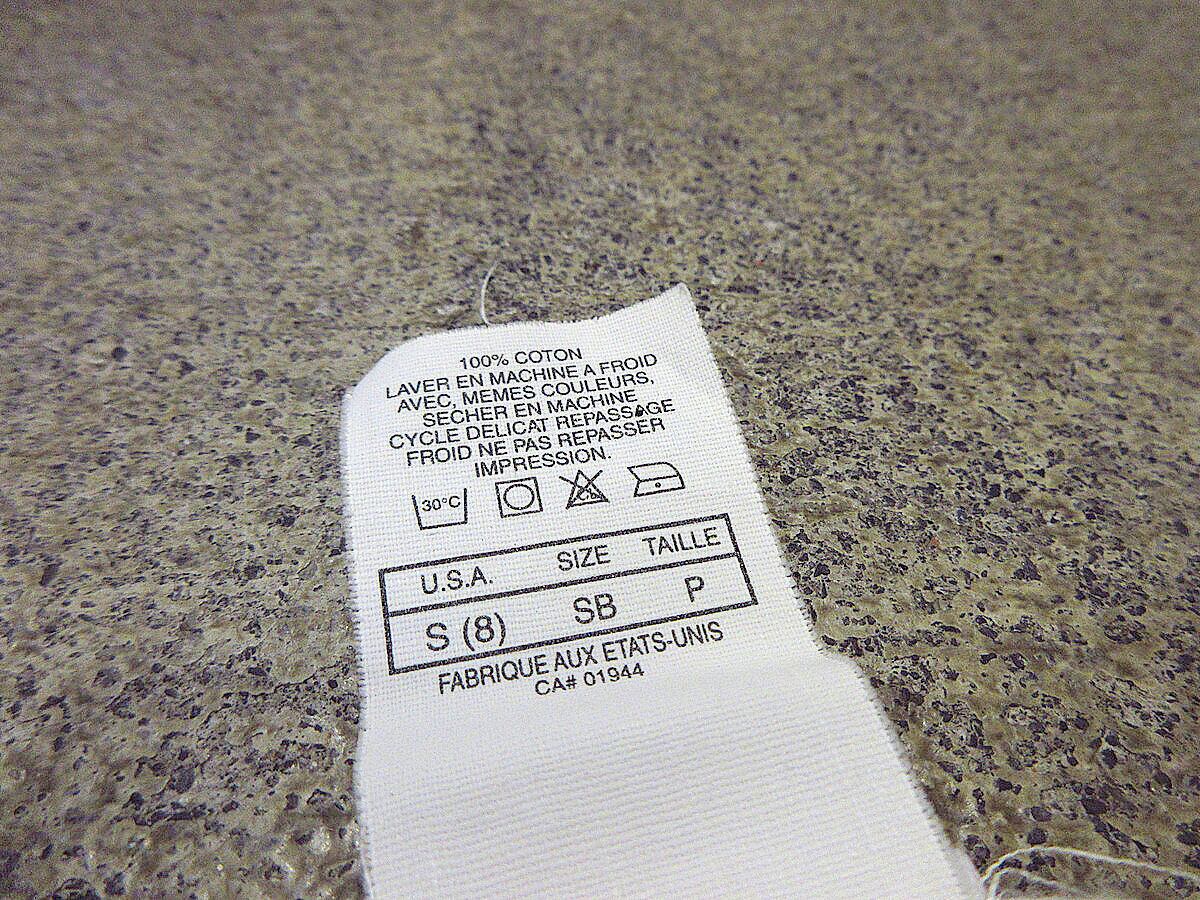 100% COTON
LAVER EN MACHINE A FROID
AVEC, MEMES COULEURS,
SECHER EN MACHINE
CYCLE DELICAT REPASSAGE
FROID NE PAS REPASSER
IMPRESSION.
30°C CL
U.S.A. SIZE TAILLE
S (8) SB P
FABRIQUE AUX ETATS-UNIS
CA# 01944